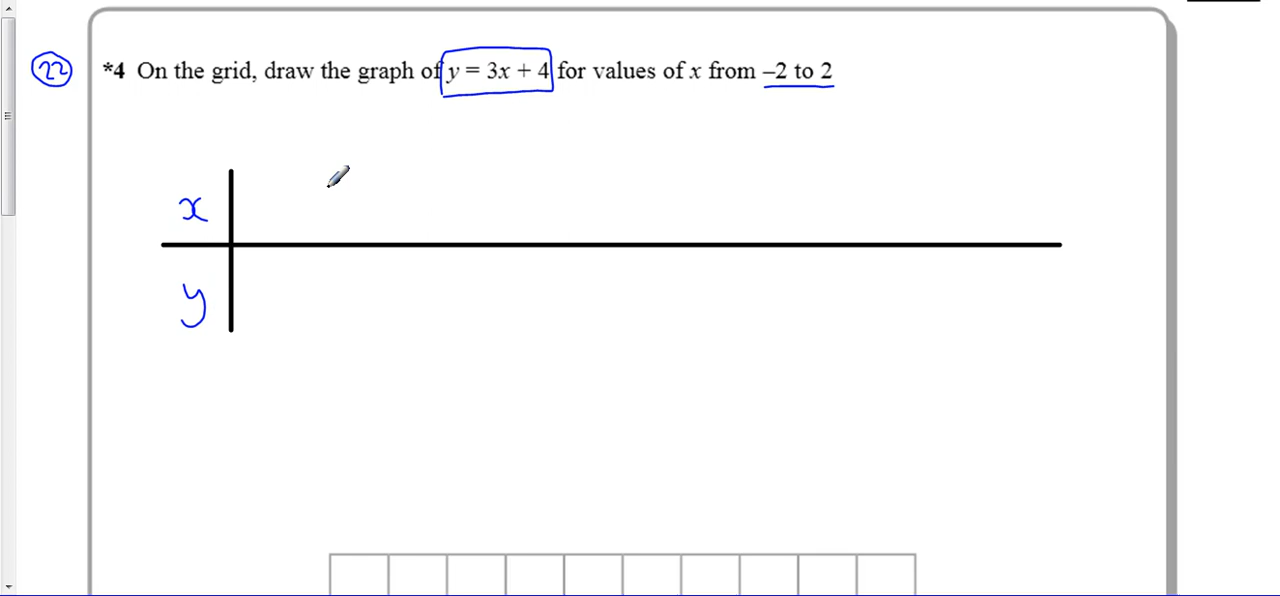 22 *4 On the grid, draw the graph of y = 3x + 4 for values of x from –2 to 2
x
y